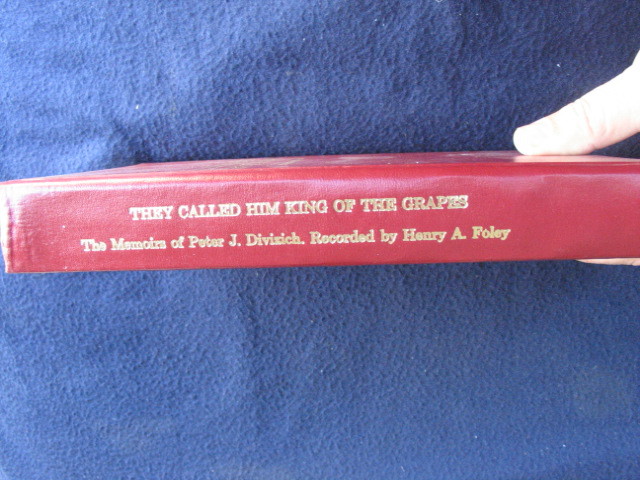 THEY CALLED HIM KING OF THE GRAPES
The Memoirs of Peter J. Divizich. Recorded by Henry A. Foley